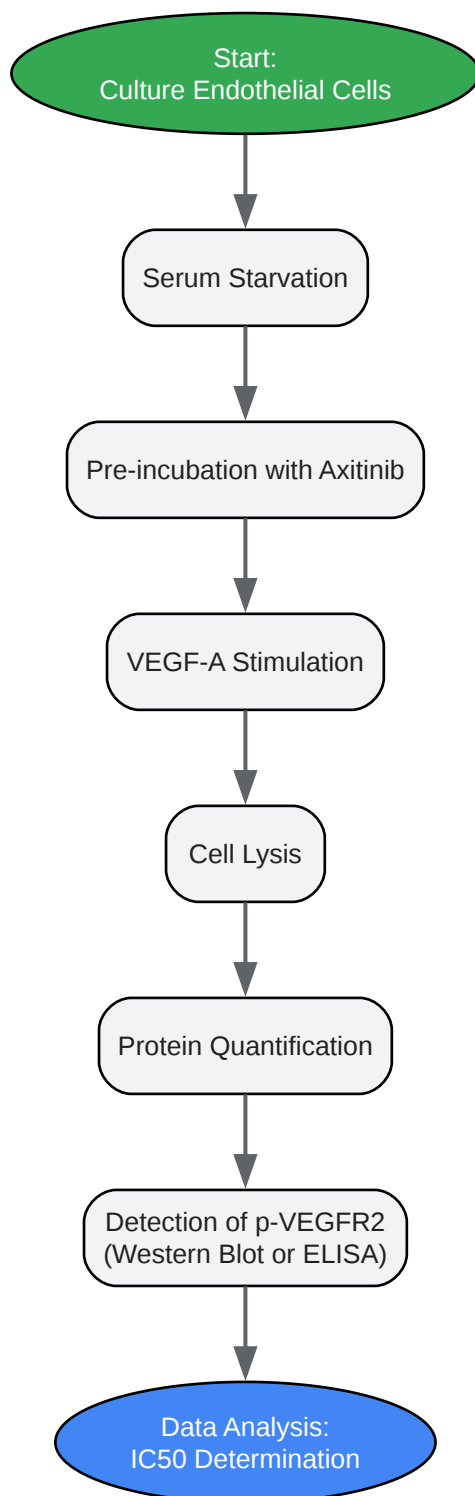 Start:
Culture Endothelial Cells
Serum Starvation
Pre-incubation with Axitinib
VEGF-A Stimulation
Cell Lysis
Protein Quantification
Detection of p-VEGFR2
(Western Blot or ELISA)
Data Analysis:
IC50 Determination